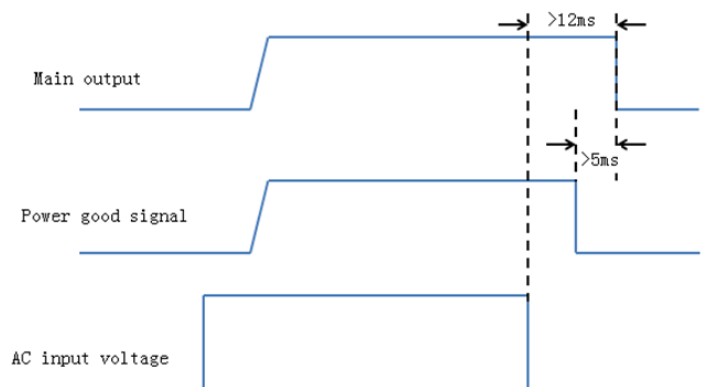 >12ms
Main output
>5ms
Power good signal
AC input voltage